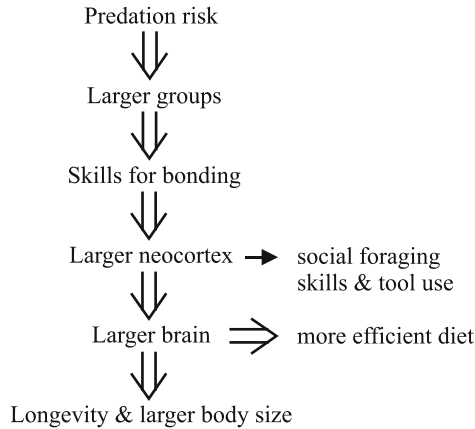 Predation risk
Larger groups
Skills for bonding
Larger neocortex
social foraging
skills & tool use
Larger brain
more efficient diet
Longevity & larger body size